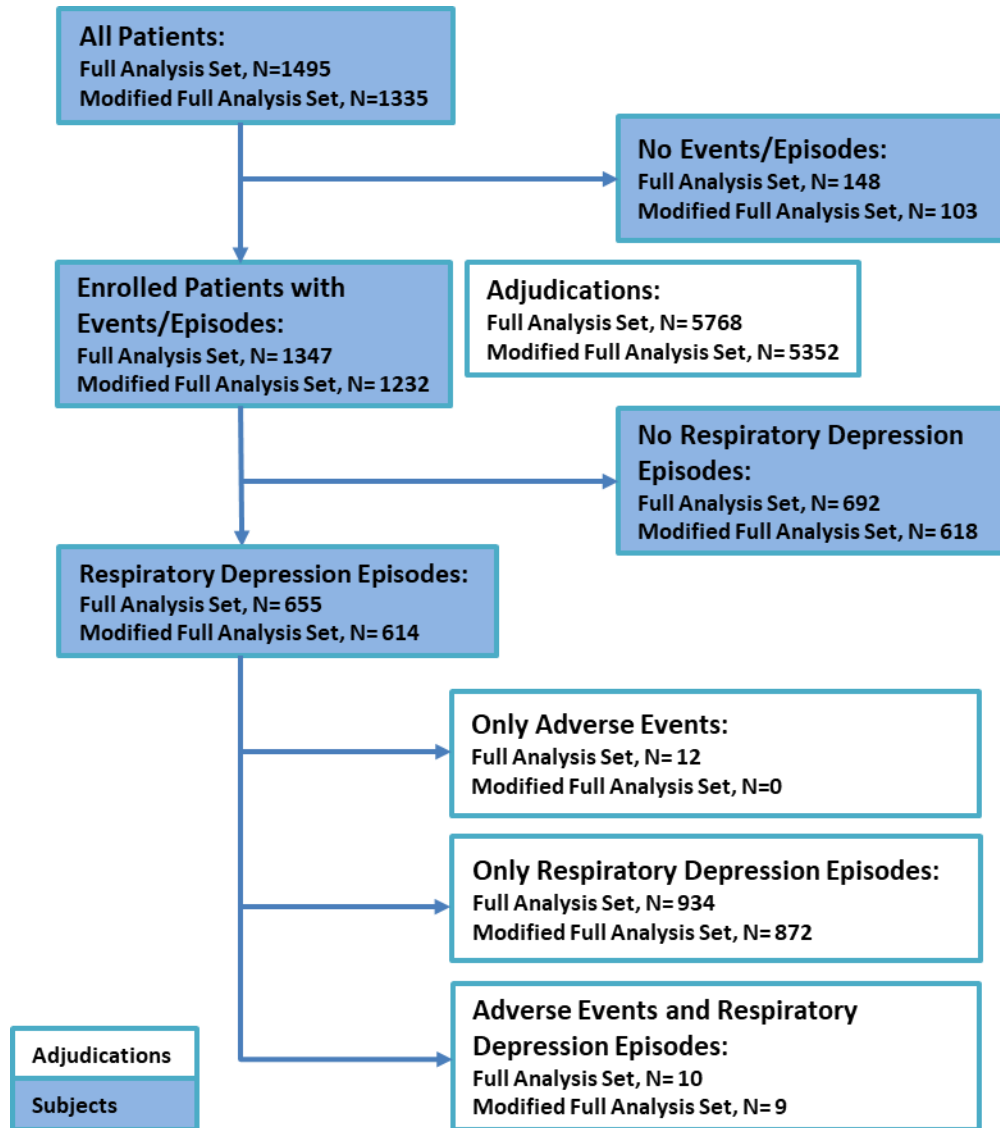 All Patients:
Full Analysis Set, N=1495
Modified Full Analysis Set, N=1335
No Events/Episodes:
Full Analysis Set, N= 148
Modified Full Analysis Set, N= 103
Enrolled Patients with
Events/Episodes:
Full Analysis Set, N= 1347
Modified Full Analysis Set, N= 1232
Adjudications:
Full Analysis Set, N= 5768
Modified Full Analysis Set, N= 5352
No Respiratory Depression
Episodes:
Full Analysis Set, N= 692
Modified Full Analysis Set, N= 618
Respiratory Depression Episodes:
Full Analysis Set, N= 655
Modified Full Analysis Set, N= 614
Only Adverse Events:
Full Analysis Set, N= 12
Modified Full Analysis Set, N=0
Only Respiratory Depression Episodes:
Full Analysis Set, N= 934
Modified Full Analysis Set, N= 872
Adverse Events and Respiratory
Depression Episodes:
Full Analysis Set, N= 10
Modified Full Analysis Set, N= 9
Adjudications
Subjects